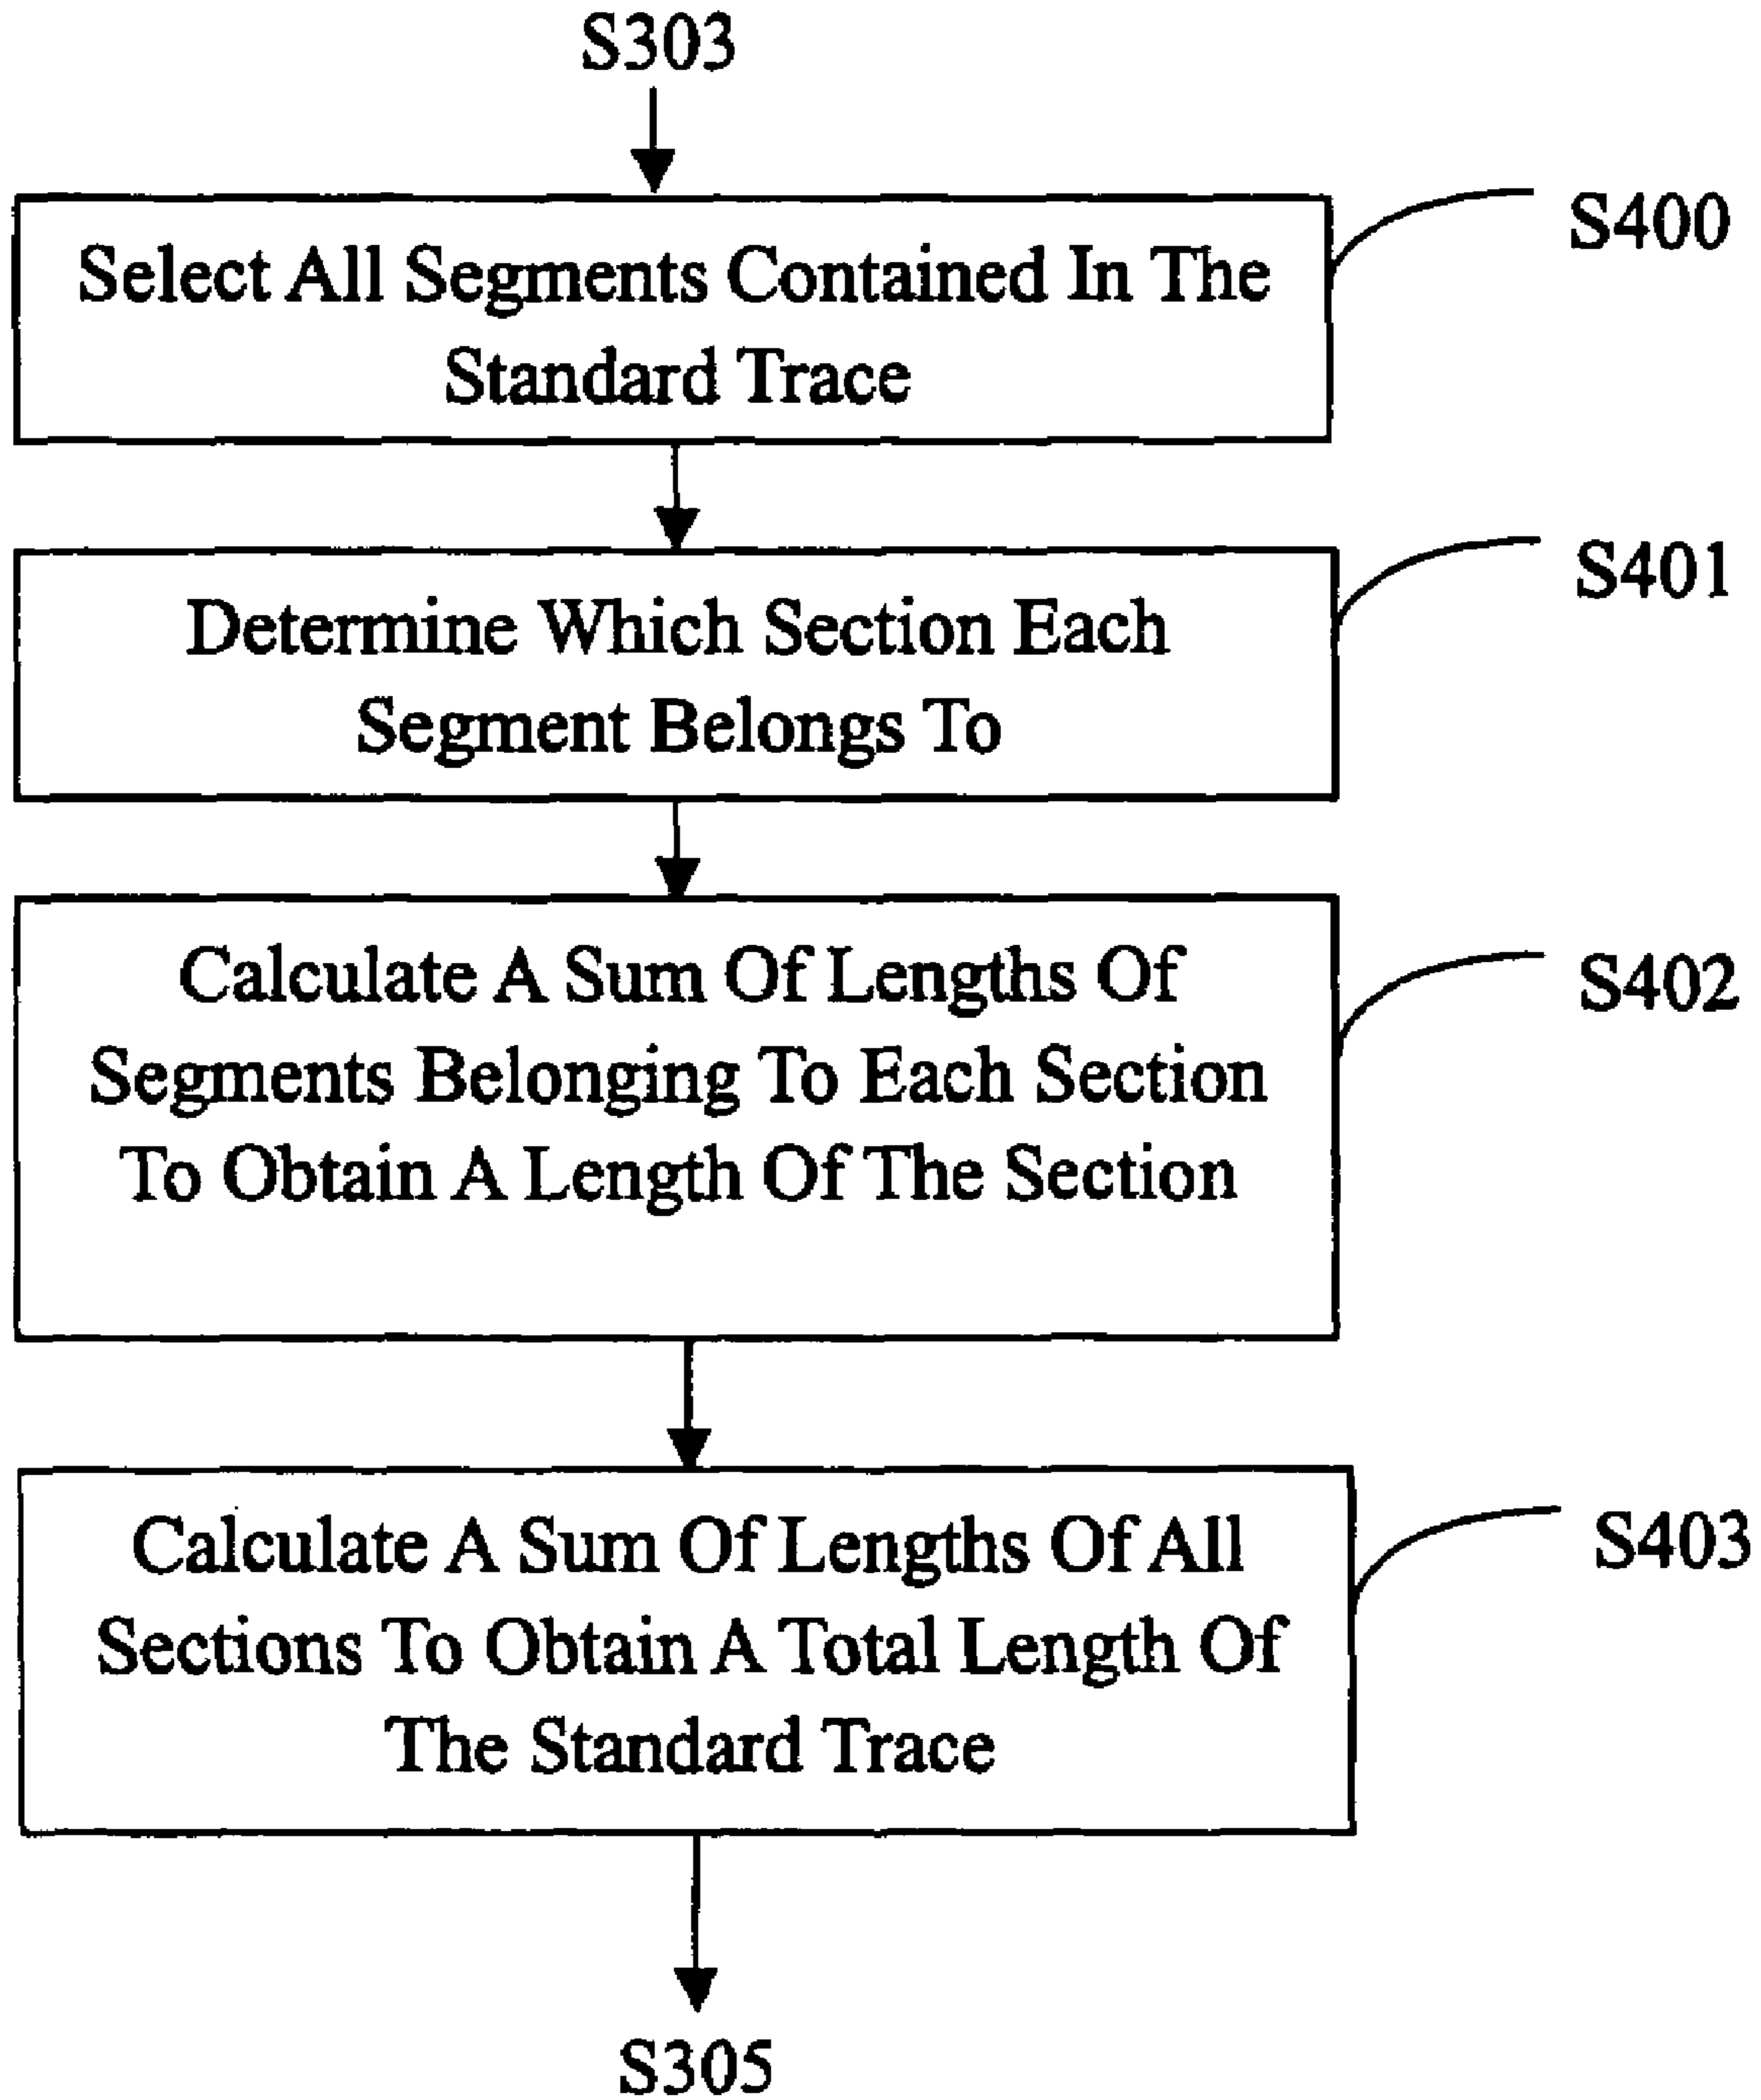 S303
Select All Segments Contained In The
Standard Trace
S400
Determine Which Section Each
Segment Belongs To
S401
Calculate A Sum Of Lengths Of
Segments Belonging To Each Section
To Obtain A Length Of The Section
S402
Calculate A Sum Of Lengths Of All
Sections To Obtain A Total Length Of
The Standard Trace
S403
S305